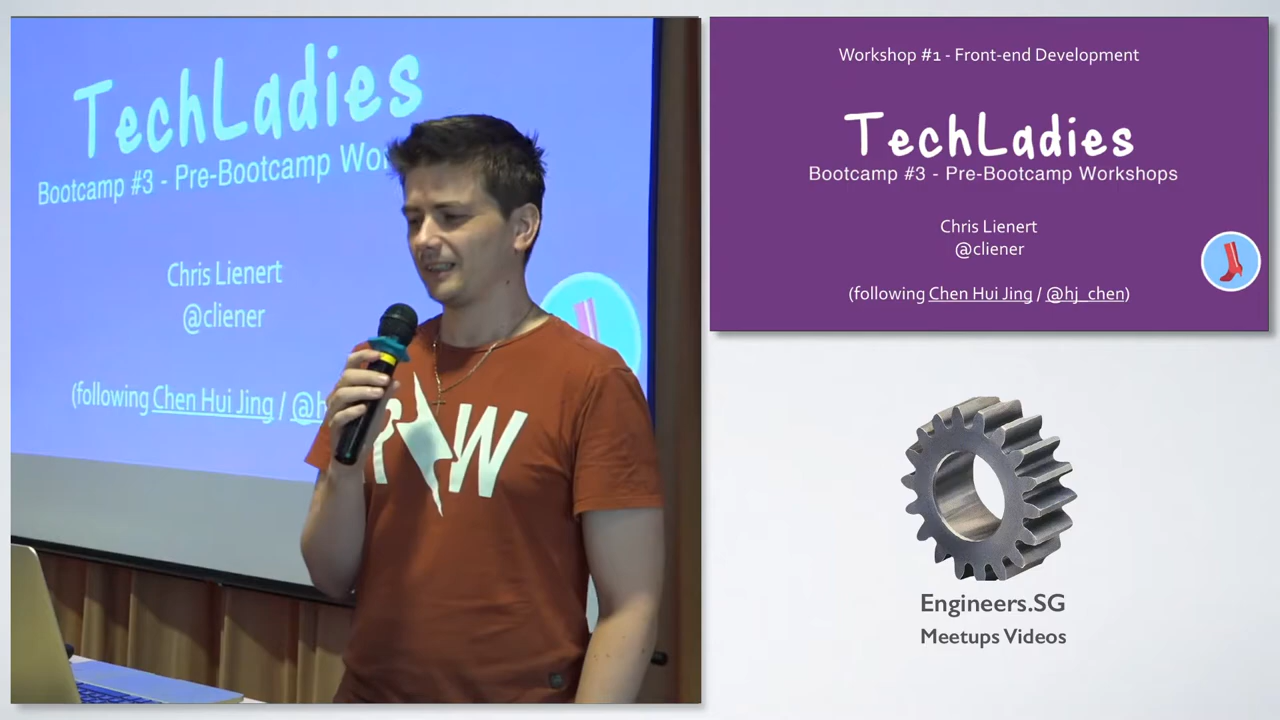 TechLadies
Bootcamp #3 - Pre-Bootcamp Wo
Chris Lienert
@cliener
(following Chen Hui Jing / @h
W
Workshop #1 - Front-end Development
TechLadies
Bootcamp #3 - Pre-Bootcamp Workshops
Chris Lienert
@cliener
(following Chen Hui Jing / @hj_chen)
Engineers.SG
Meetups Videos